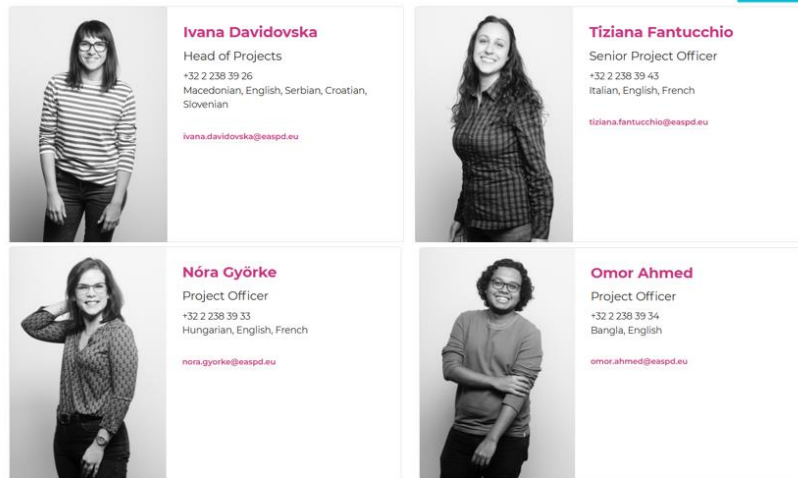 Ivana Davidovska
Head of Projects
+32 2 238 39 26
Macedonian, English, Serbian, Croatian,
Slovenian
ivana.davidovska@easpd.eu
Tiziana Fantucchio
Senior Project Officer
+32 2 238 39 43
Italian, English, French
tiziana.fantucchio@easpd.eu
Nóra Györke
Project Officer
+32 2 238 39 33
Hungarian, English, French
nora.gyorke@easpd.eu
Omor Ahmed
Project Officer
+32 2 238 39 34
Bangla, English
omor.ahmed@easpd.eu